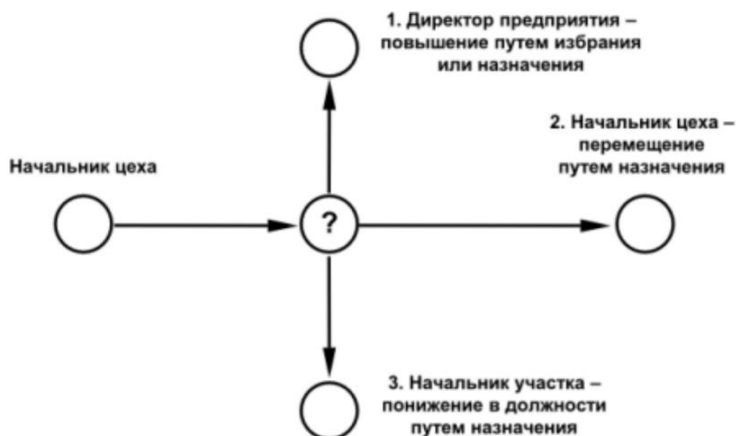 1. Директор предприятия –
повышение путем избрания
или назначения
2. Начальник цеха –
перемещение
путем назначения
Начальник цеха
?
3. Начальник участка –
понижение в должности
путем назначения